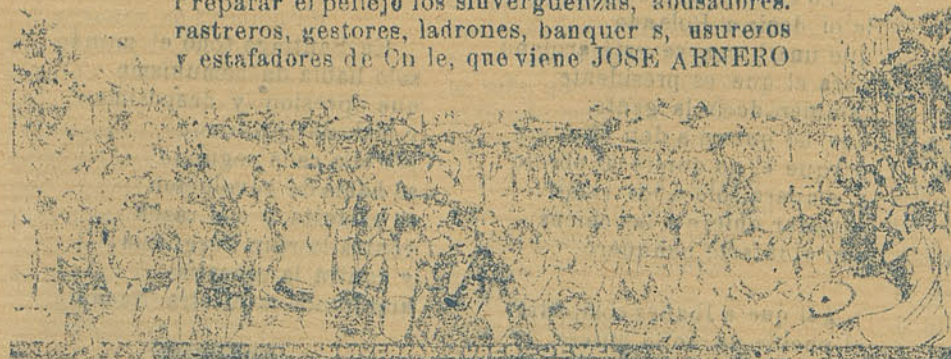 Preparar el pellejo los sinvergüenzas, abusadores.
rastreros, gestores, ladrones, banquer s, usureros
y estafadores de Ch le, que viene JOSE ARNERO